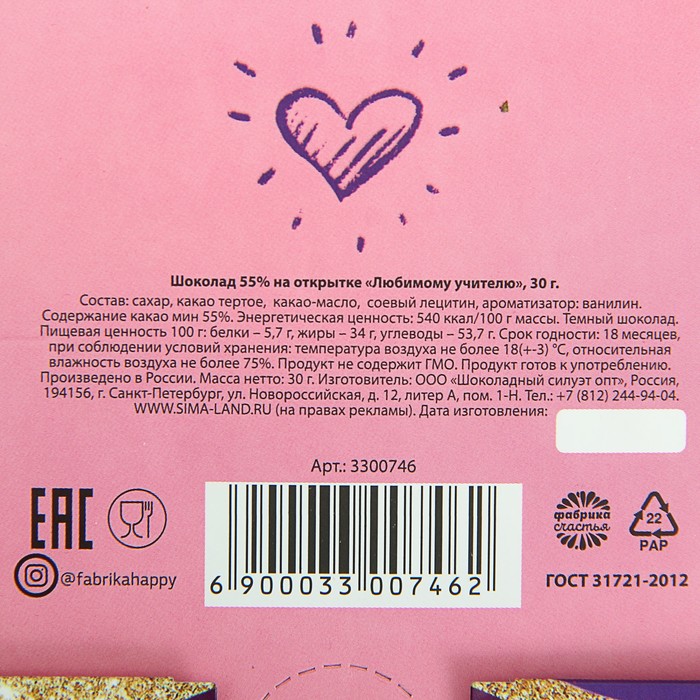 Шоколад 55% на открытке «Любимому учителю», 30 г.
Состав: сахар, какао тертое, какао-масло, соевый лецитин, ароматизатор: ванилин.
Содержание какао мин 55%. Энергетическая ценность: 540 ккал/100 г массы. Темный шоколад.
Пищевая ценность 100 г: белки – 5,7 г, жиры – 34 г, углеводы – 53,7 г. Срок годности: 18 месяцев,
при соблюдении условий хранения: температура воздуха не более 18(+-3) °С, относительная
влажность воздуха не более 75%. Продукт не содержит ГМО. Продукт готов к употреблению.
Произведено в России. Масса нетто: 30 г. Изготовитель: ООО «Шоколадный силуэт опт», Россия,
194156, г. Санкт-Петербург, ул. Новороссийская, д. 12, литер А, пом. 1-Н. Тел.: +7 (812) 244-94-04.
WWW.SIMA-LAND.RU (на правах рекламы). Дата изготовления:
Арт.: 3300746
EAC
фабрика
счастья
22
PAP
@fabrikahappy
6 900033 007462
ГОСТ 31721-2012